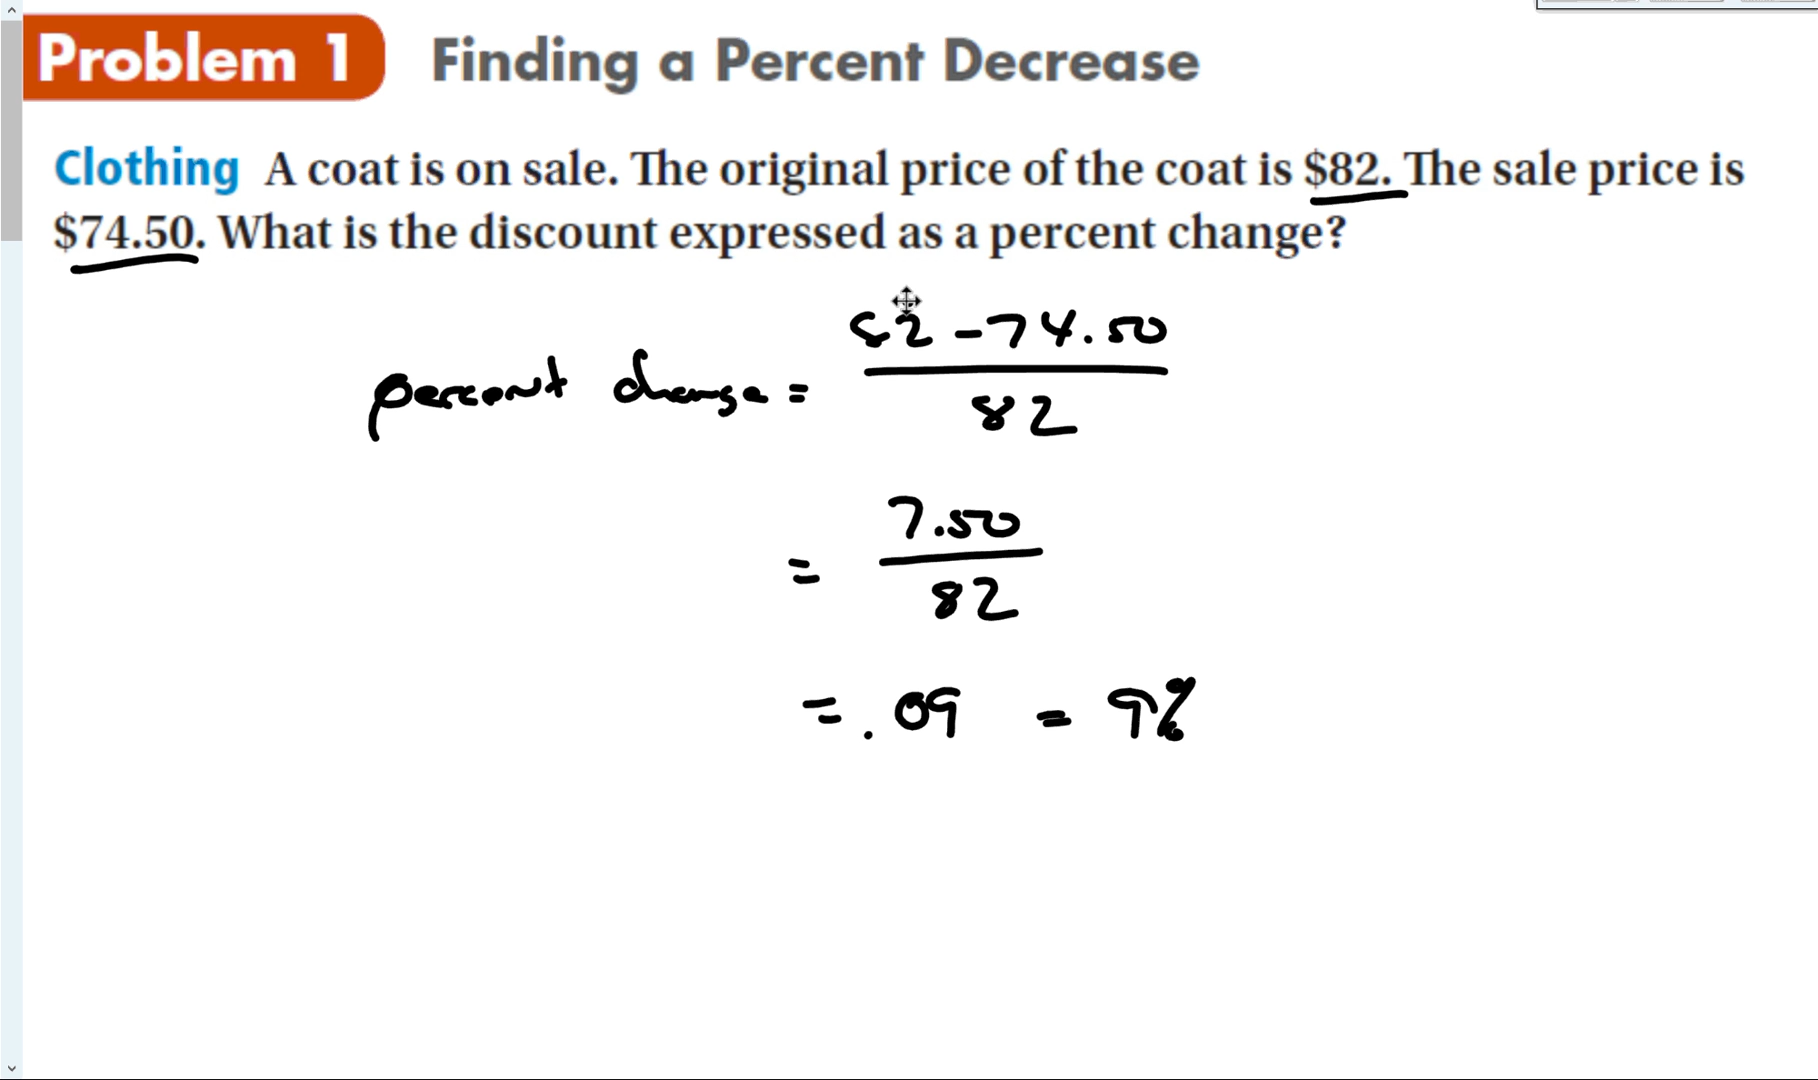 Problem 1 Finding a Percent Decrease
Clothing A coat is on sale. The original price of the coat is $82. The sale price is
$74.50. What is the discount expressed as a percent change?
82 - 74.50
percent change =
82
7.50
=
82
= .09 = 9%